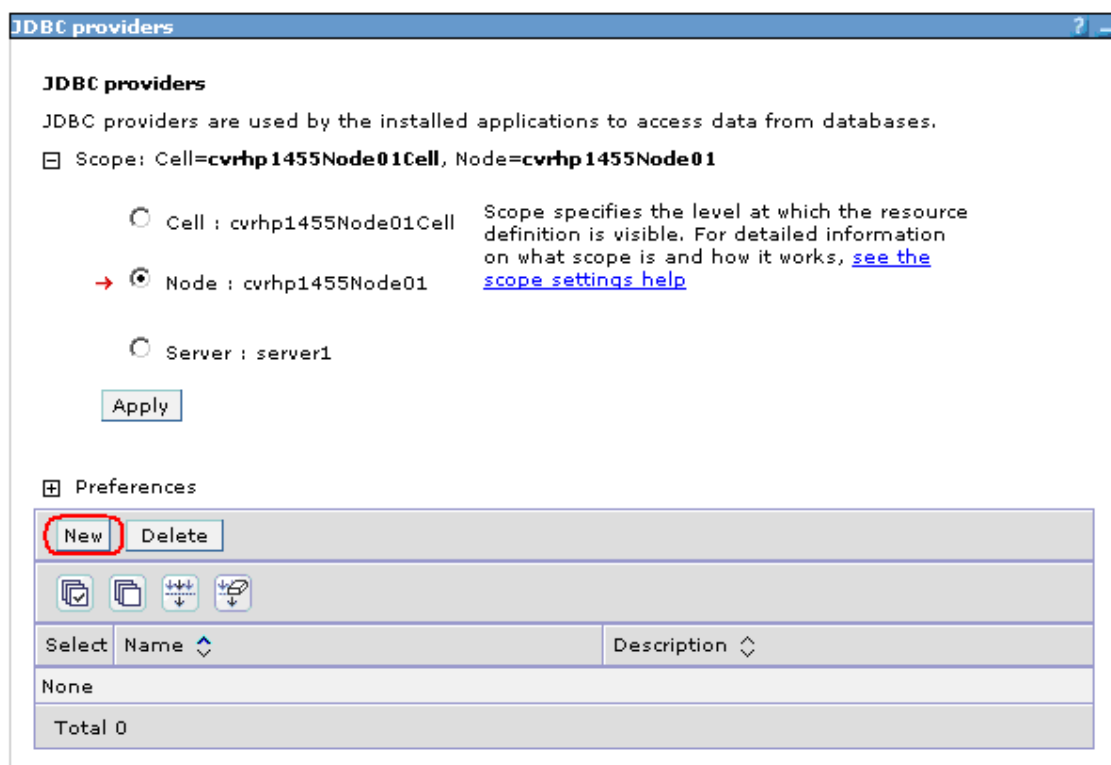 JDBC providers ? _
JDBC providers
JDBC providers are used by the installed applications to access data from databases.
Scope: Cell=cvrhp1455Node01Cell, Node=cvrhp1455Node01
Cell : cvrhp1455Node01Cell
Scope specifies the level at which the resource
definition is visible. For detailed information
on what scope is and how it works, see the
scope settings help
Node : cvrhp1455Node01
Server : server1
Apply
Preferences
New Delete
Select Name Description
None
Total 0